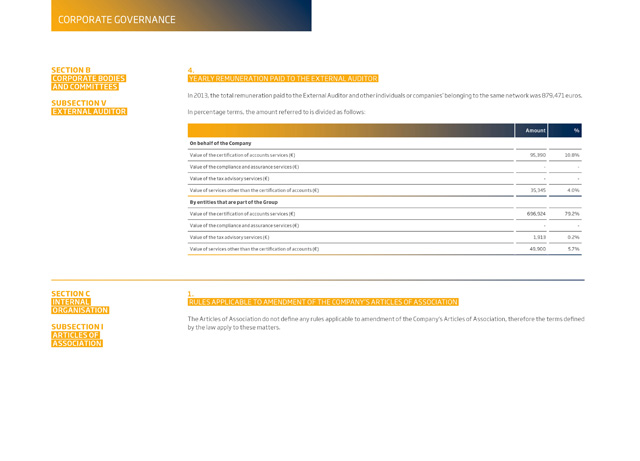 CORPORATE GOVERNANCE
SECTION B
CORPORATE BODIES
AND COMMITTEES
SUBSECTION V
EXTERNAL AUDITOR
4.
YEARLY REMUNERATION PAID TO THE EXTERNAL AUDITOR
In 2013, the total remuneration paid to the External Auditor and other individuals or companies' belonging to the same network was 879,471 euros.
In percentage terms, the amount referred to is divided as follows:
Amount %
On behalf of the Company
Value of the certification of accounts services (€) 95,990 10.8%
Value of the compliance and assurance services (€) - -
Value of the tax advisory services (€) - -
Value of services other than the certification of accounts (€) 35,345 4.0%
By entities that are part of the Group
Value of the certification of accounts services (€) 696,924 79.2%
Value of the compliance and assurance services (€) - -
Value of the tax advisory services (€) 1,913 0.2%
Value of services other than the certification of accounts (€) 49,900 5.7%
SECTION C
INTERNAL
ORGANISATION
SUBSECTION I
ARTICLES OF
ASSOCIATION
1.
RULES APPLICABLE TO AMENDMENT OF THE COMPANY'S ARTICLES OF ASSOCIATION
The Articles of Association do not define any rules applicable to amendment of the Company's Articles of Association, therefore the terms defined
by the law apply to these matters.